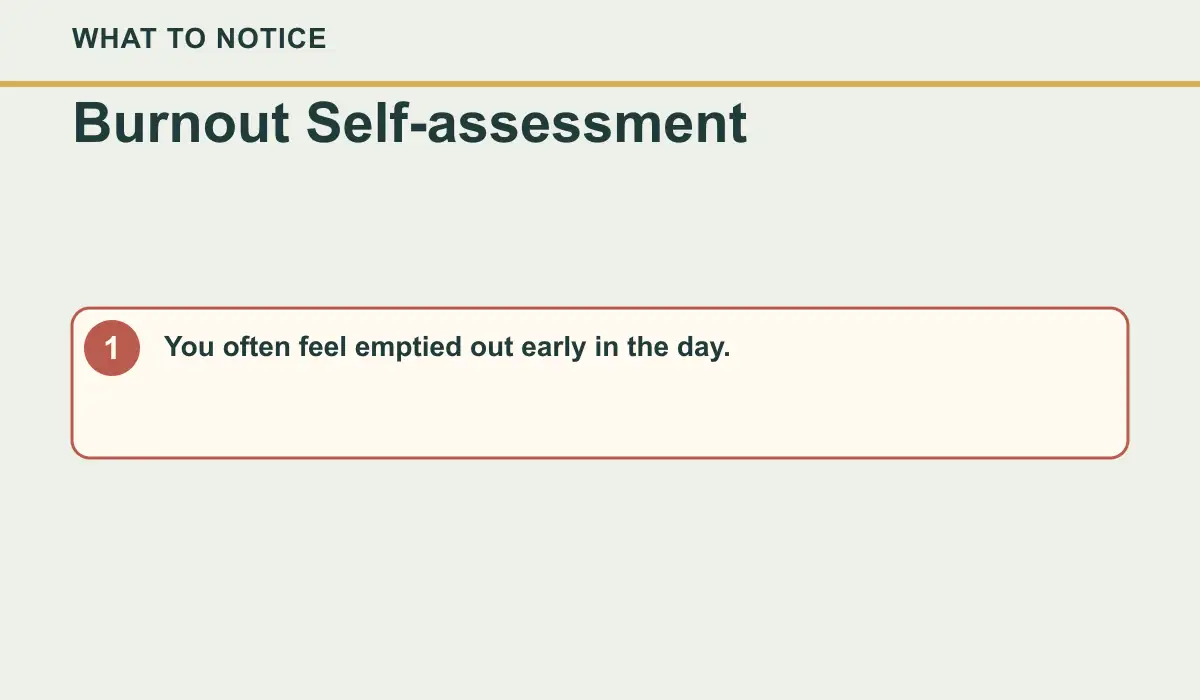 WHAT TO NOTICE
Burnout Self-assessment
1 You often feel emptied out early in the day.